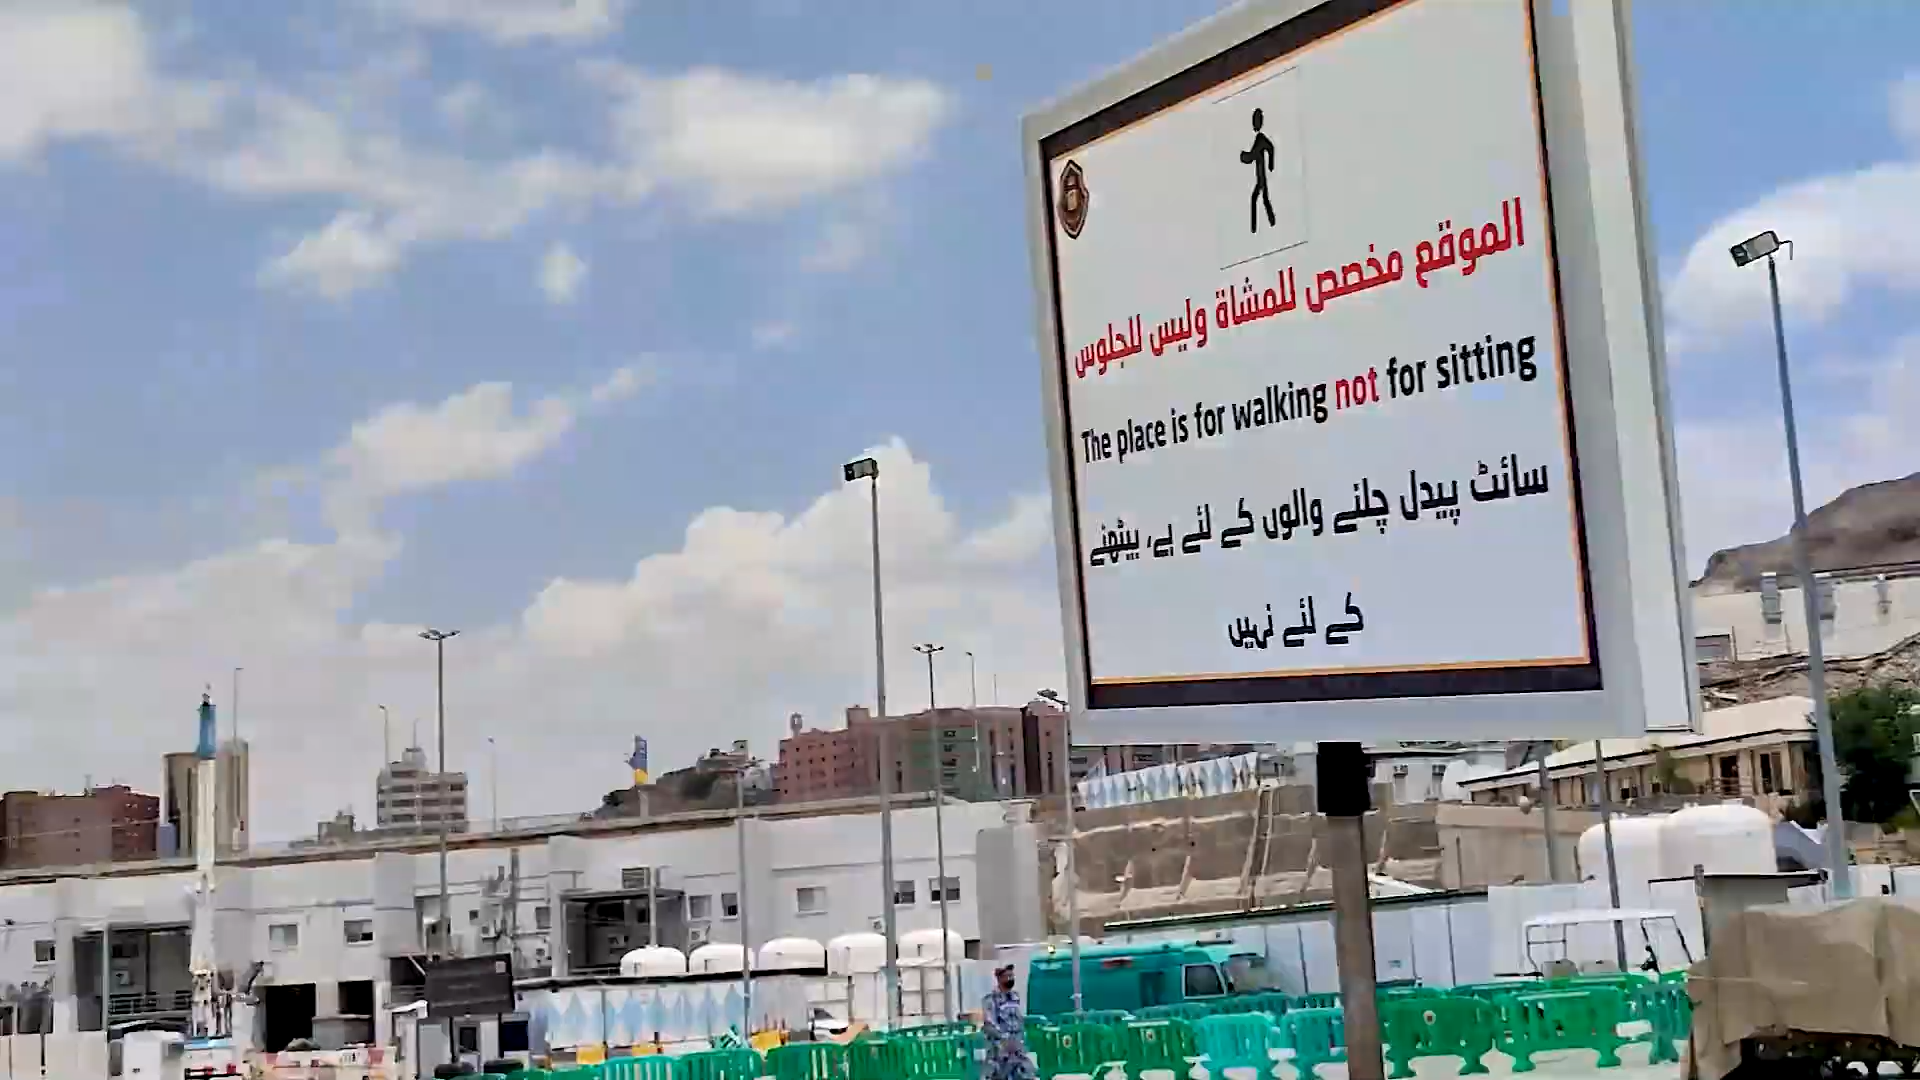 الموقع مخصص للمشاة وليس للجلوس
The place is for walking not for sitting
سائٹ پیدل چلنے والوں کے لئے ہے، بیٹھنے
کے لئے نہیں